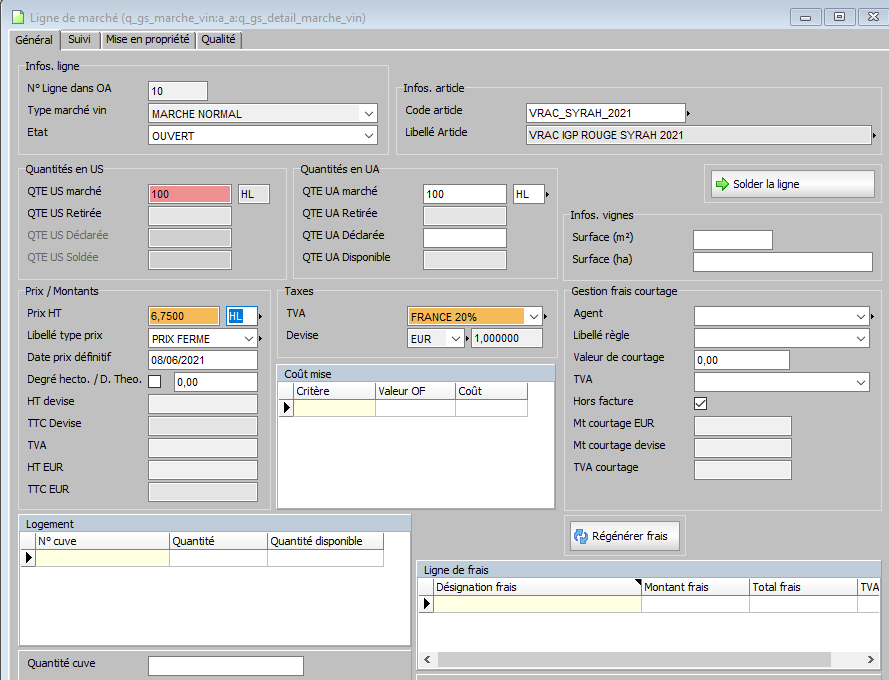 Ligne de marché (q_gs_marche_vin:a_a:q_gs_detail_marche_vin)
Général Suivi Mise en propriété Qualité
Infos. ligne
N° Ligne dans OA 10
Type marché vin MARCHE NORMAL
Etat OUVERT
Infos. article
Code article VRAC_SYRAH_2021
Libellé Article VRAC IGP ROUGE SYRAH 2021
Quantités en US
QTE US marché 100 HL
QTE US Retirée
QTE US Déclarée
QTE US Soldée
Quantités en UA
QTE UA marché 100 HL
QTE UA Retirée
QTE UA Déclarée
QTE UA Disponible
Solder la ligne
Infos. vignes
Surface (m²)
Surface (ha)
Prix / Montants
Prix HT 6,7500 HL
Libellé type prix PRIX FERME
Date prix définitif 08/06/2021
Degré hecto. / D. Theo. 0,00
HT devise
TTC Devise
TVA
HT EUR
TTC EUR
Taxes
TVA FRANCE 20%
Devise EUR 1,000000
Coût mise
Critère Valeur OF Coût
Gestion frais courtage
Agent
Libellé règle
Valeur de courtage 0,00
TVA
Hors facture
Mt courtage EUR
Mt courtage devise
TVA courtage
Logement
N° cuve Quantité Quantité disponible
Régénérer frais
Ligne de frais
Désignation frais Montant frais Total frais TVA
Quantité cuve